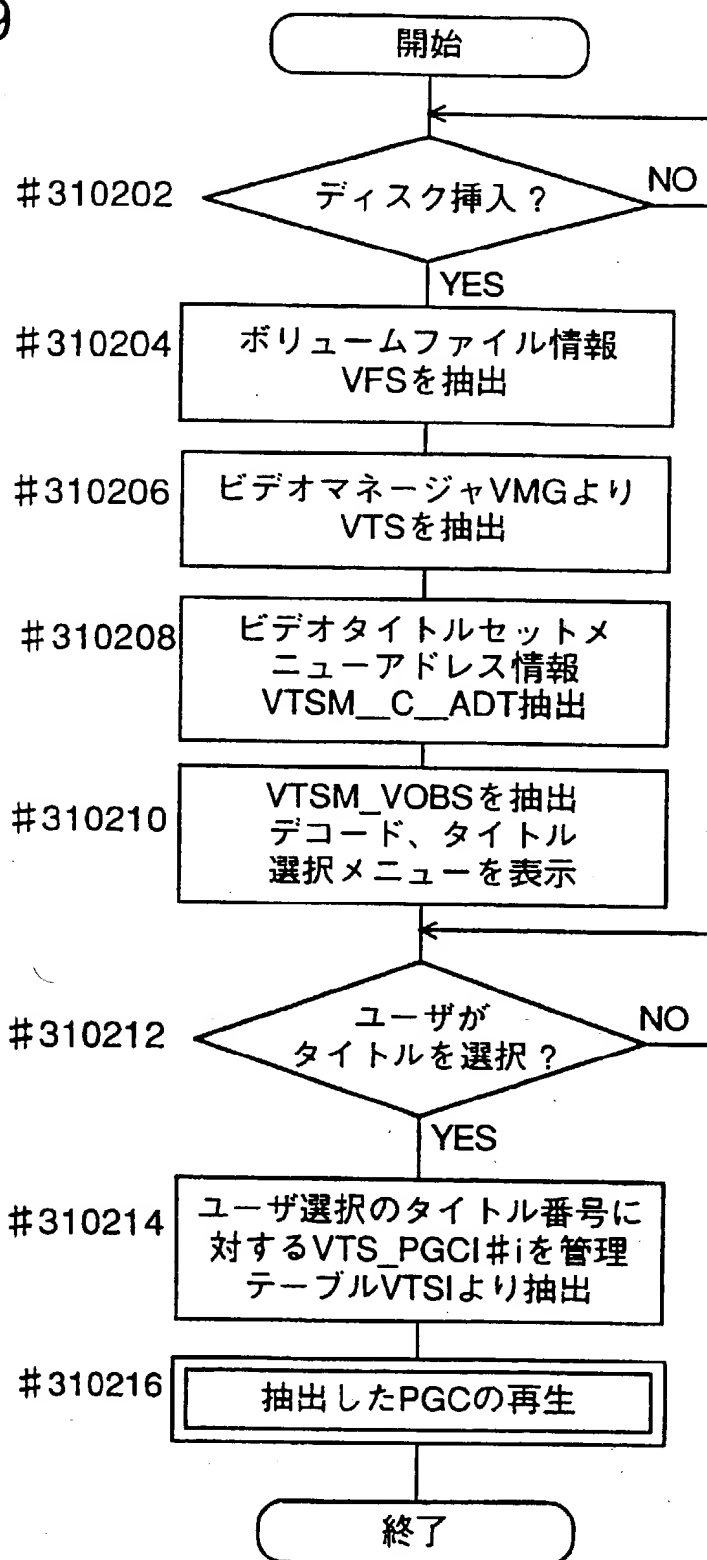 9
開始
#310202
ディスク挿入?
NO
YES
#310204
ボリュームファイル情報
VFSを抽出
#310206
ビデオマネージャVMGより
VTSを抽出
#310208
ビデオタイトルセットメ
ニューアドレス情報
VTSM__C__ADT抽出
#310210
VTSM_VOBSを抽出
デコード、タイトル
選択メニューを表示
#310212
ユーザが
タイトルを選択?
NO
YES
#310214
ユーザ選択のタイトル番号に
対するVTS_PGCI#iを管理
テーブルVTSIより抽出
#310216
抽出したPGCの再生
終了